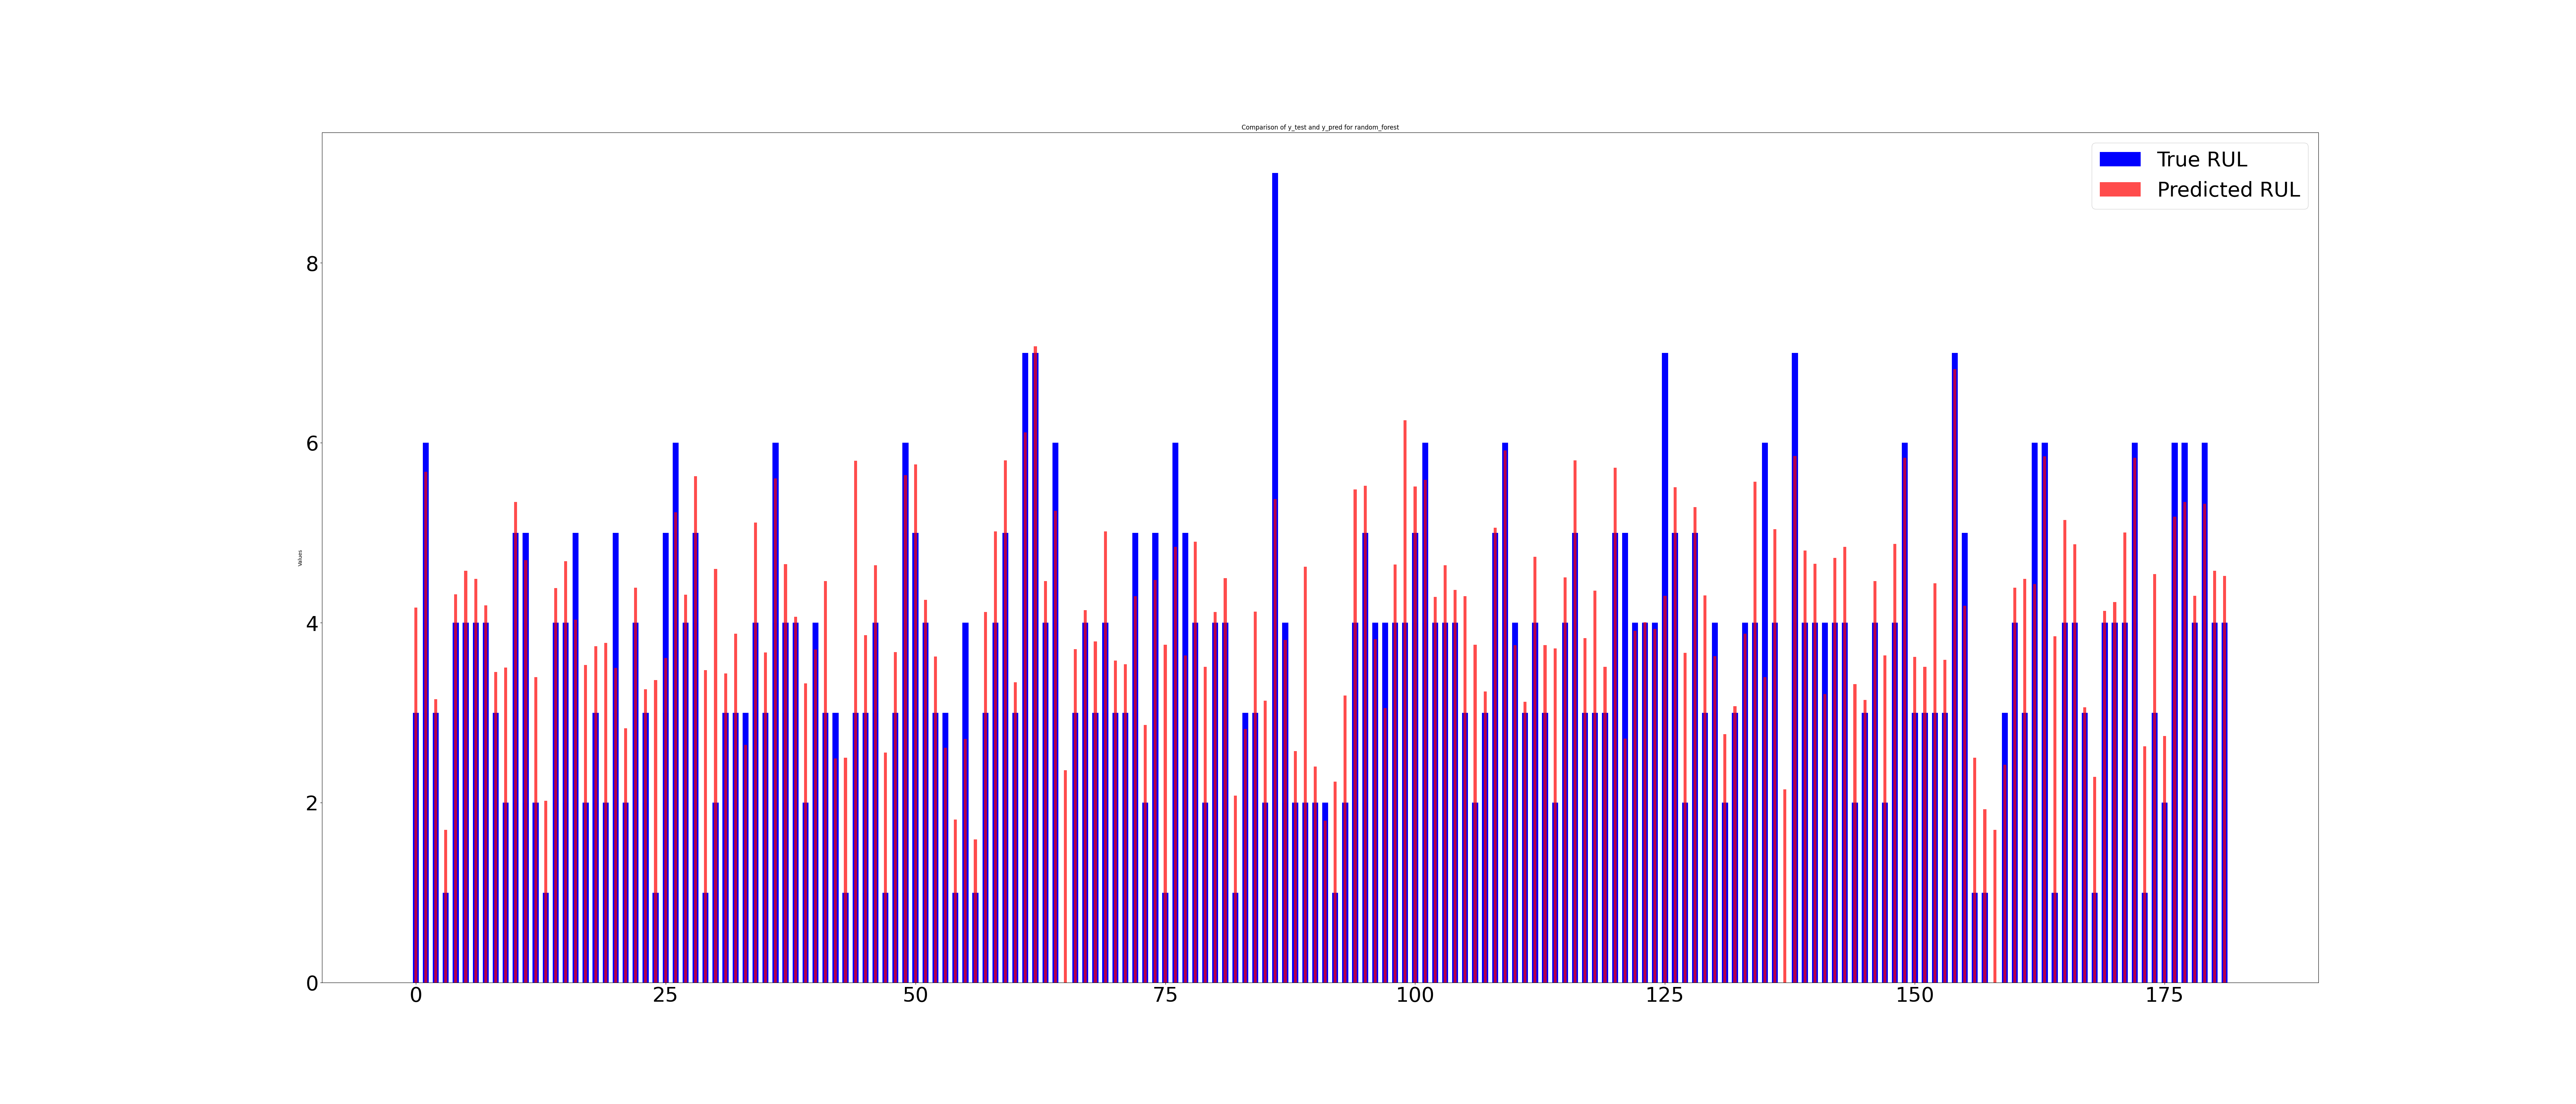 Comparison of y_test and y_pred for random_forest
True RUL
Predicted RUL
8
6
4
2
0
Values
0 25 50 75 100 125 150 175